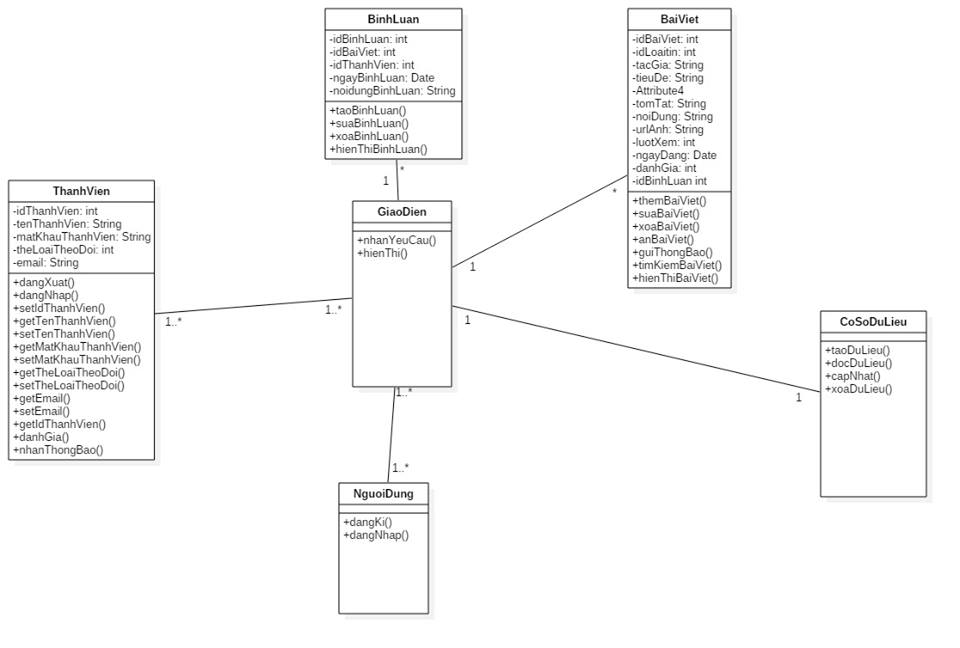 BinhLuan
-idBinhLuan: int
-idBaiViet: int
-idThanhVien: int
-ngayBinhLuan: Date
-noidungBinhLuan: String
+taoBinhLuan()
+suaBinhLuan()
+xoaBinhLuan()
+hienThiBinhLuan()
*
1
BaiViet
-idBaiViet: int
-idLoaitin: int
-tacGia: String
-tieuDe: String
-Attribute4
-tomTat: String
-noiDung: String
-urlAnh: String
-luotXem: int
-ngayDang: Date
-danhGia: int
-idBinhLuan int
+themBaiViet()
+suaBaiViet()
+xoaBaiViet()
+anBaiViet()
+guiThongBao()
+timKiemBaiViet()
+hienThiBaiViet()
*
1
ThanhVien
-idThanhVien: int
-tenThanhVien: String
-matKhauThanhVien: String
-theLoaiTheoDoi: int
-email: String
+dangXuat()
+dangNhap()
+setIdThanhVien()
+getTenThanhVien()
+setTenThanhVien()
+getMatKhauThanhVien()
+setMatKhauThanhVien()
+getTheLoaiTheoDoi()
+setTheLoaiTheoDoi()
+getEmail()
+setEmail()
+getIdThanhVien()
+danhGia()
+nhanThongBao()
1..*
1..*
GiaoDien
+nhanYeuCau()
+hienThi()
1
1
CoSoDuLieu
+taoDuLieu()
+docDuLieu()
+capNhat()
+xoaDuLieu()
1..*
1..*
NguoiDung
+dangKi()
+dangNhap()